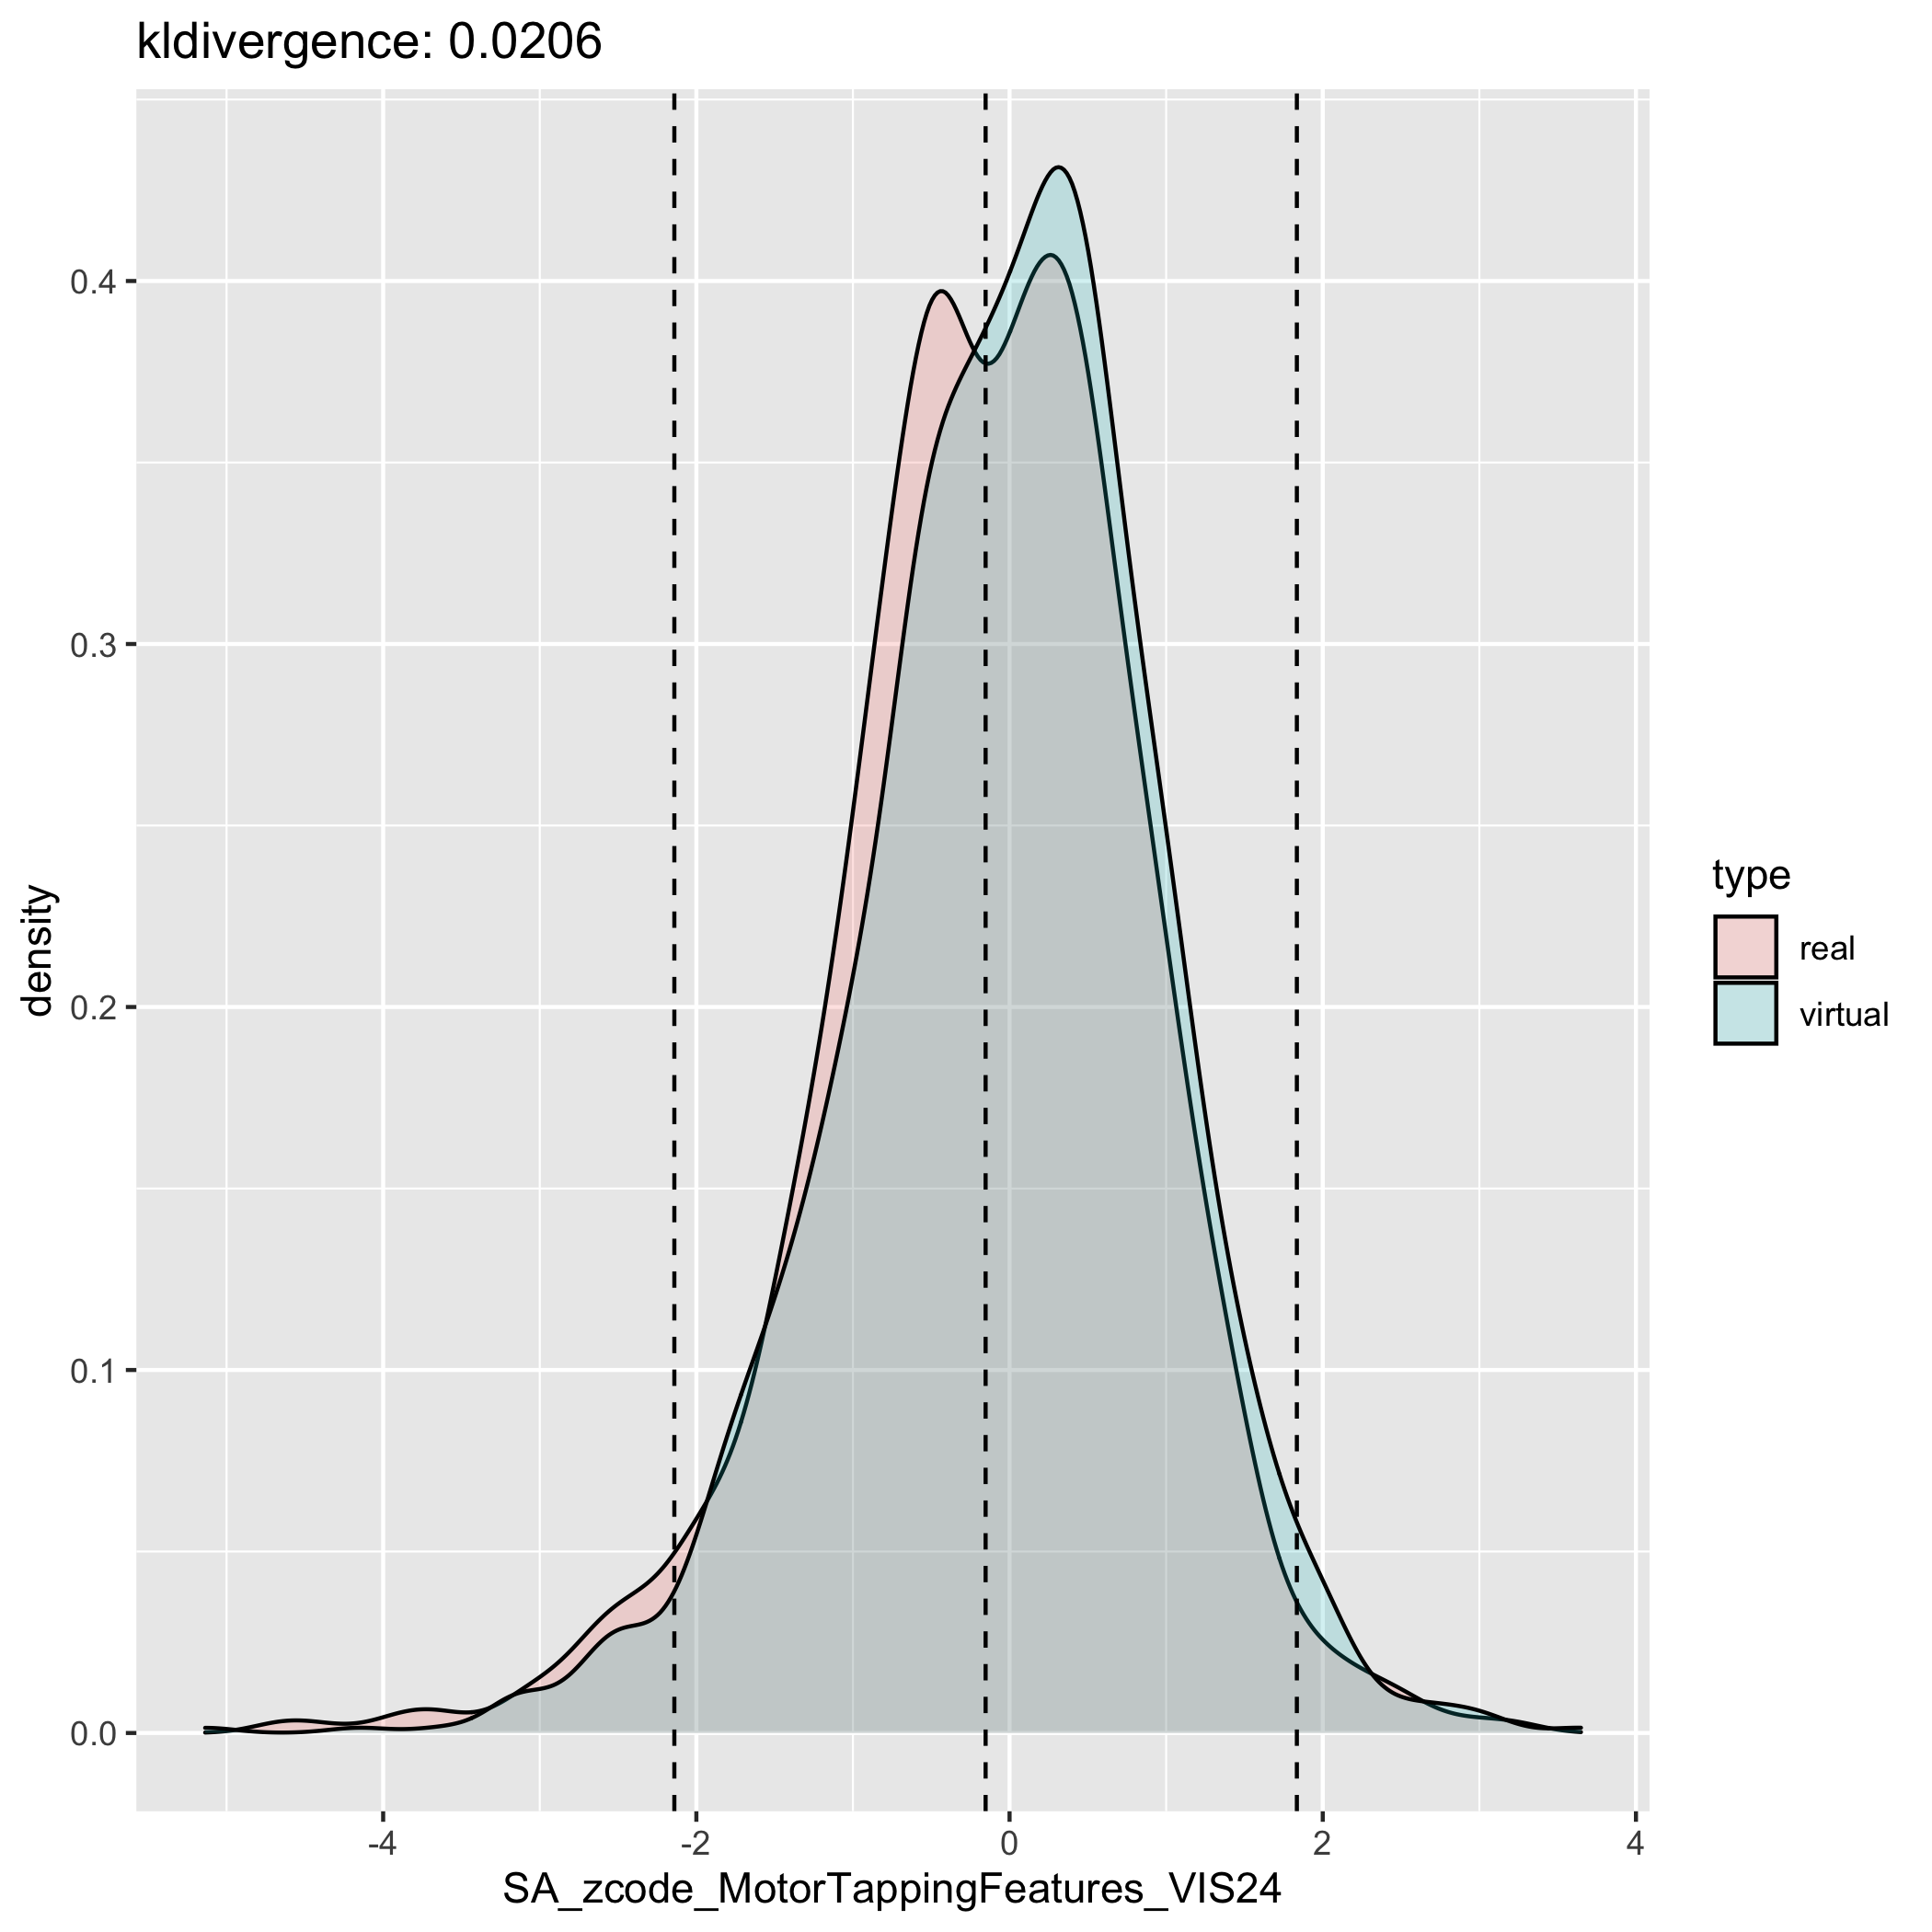 kldivergence: 0.0206
density
0.4
0.3
0.2
0.1
0.0
-4
-2
0
2
4
SA_zcode_MotorTappingFeatures_VIS24
type
real
virtual